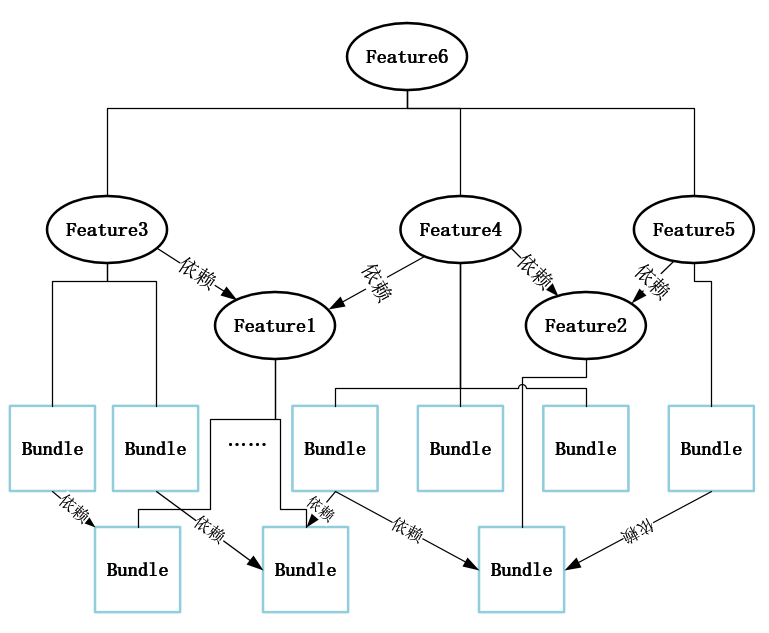 Feature6
Feature3
Feature4
Feature5
依赖
依赖
依赖
依赖
Feature1
Feature2
Bundle
Bundle
……
Bundle
Bundle
Bundle
Bundle
依赖
依赖
依赖
依赖
依赖
Bundle
Bundle
Bundle